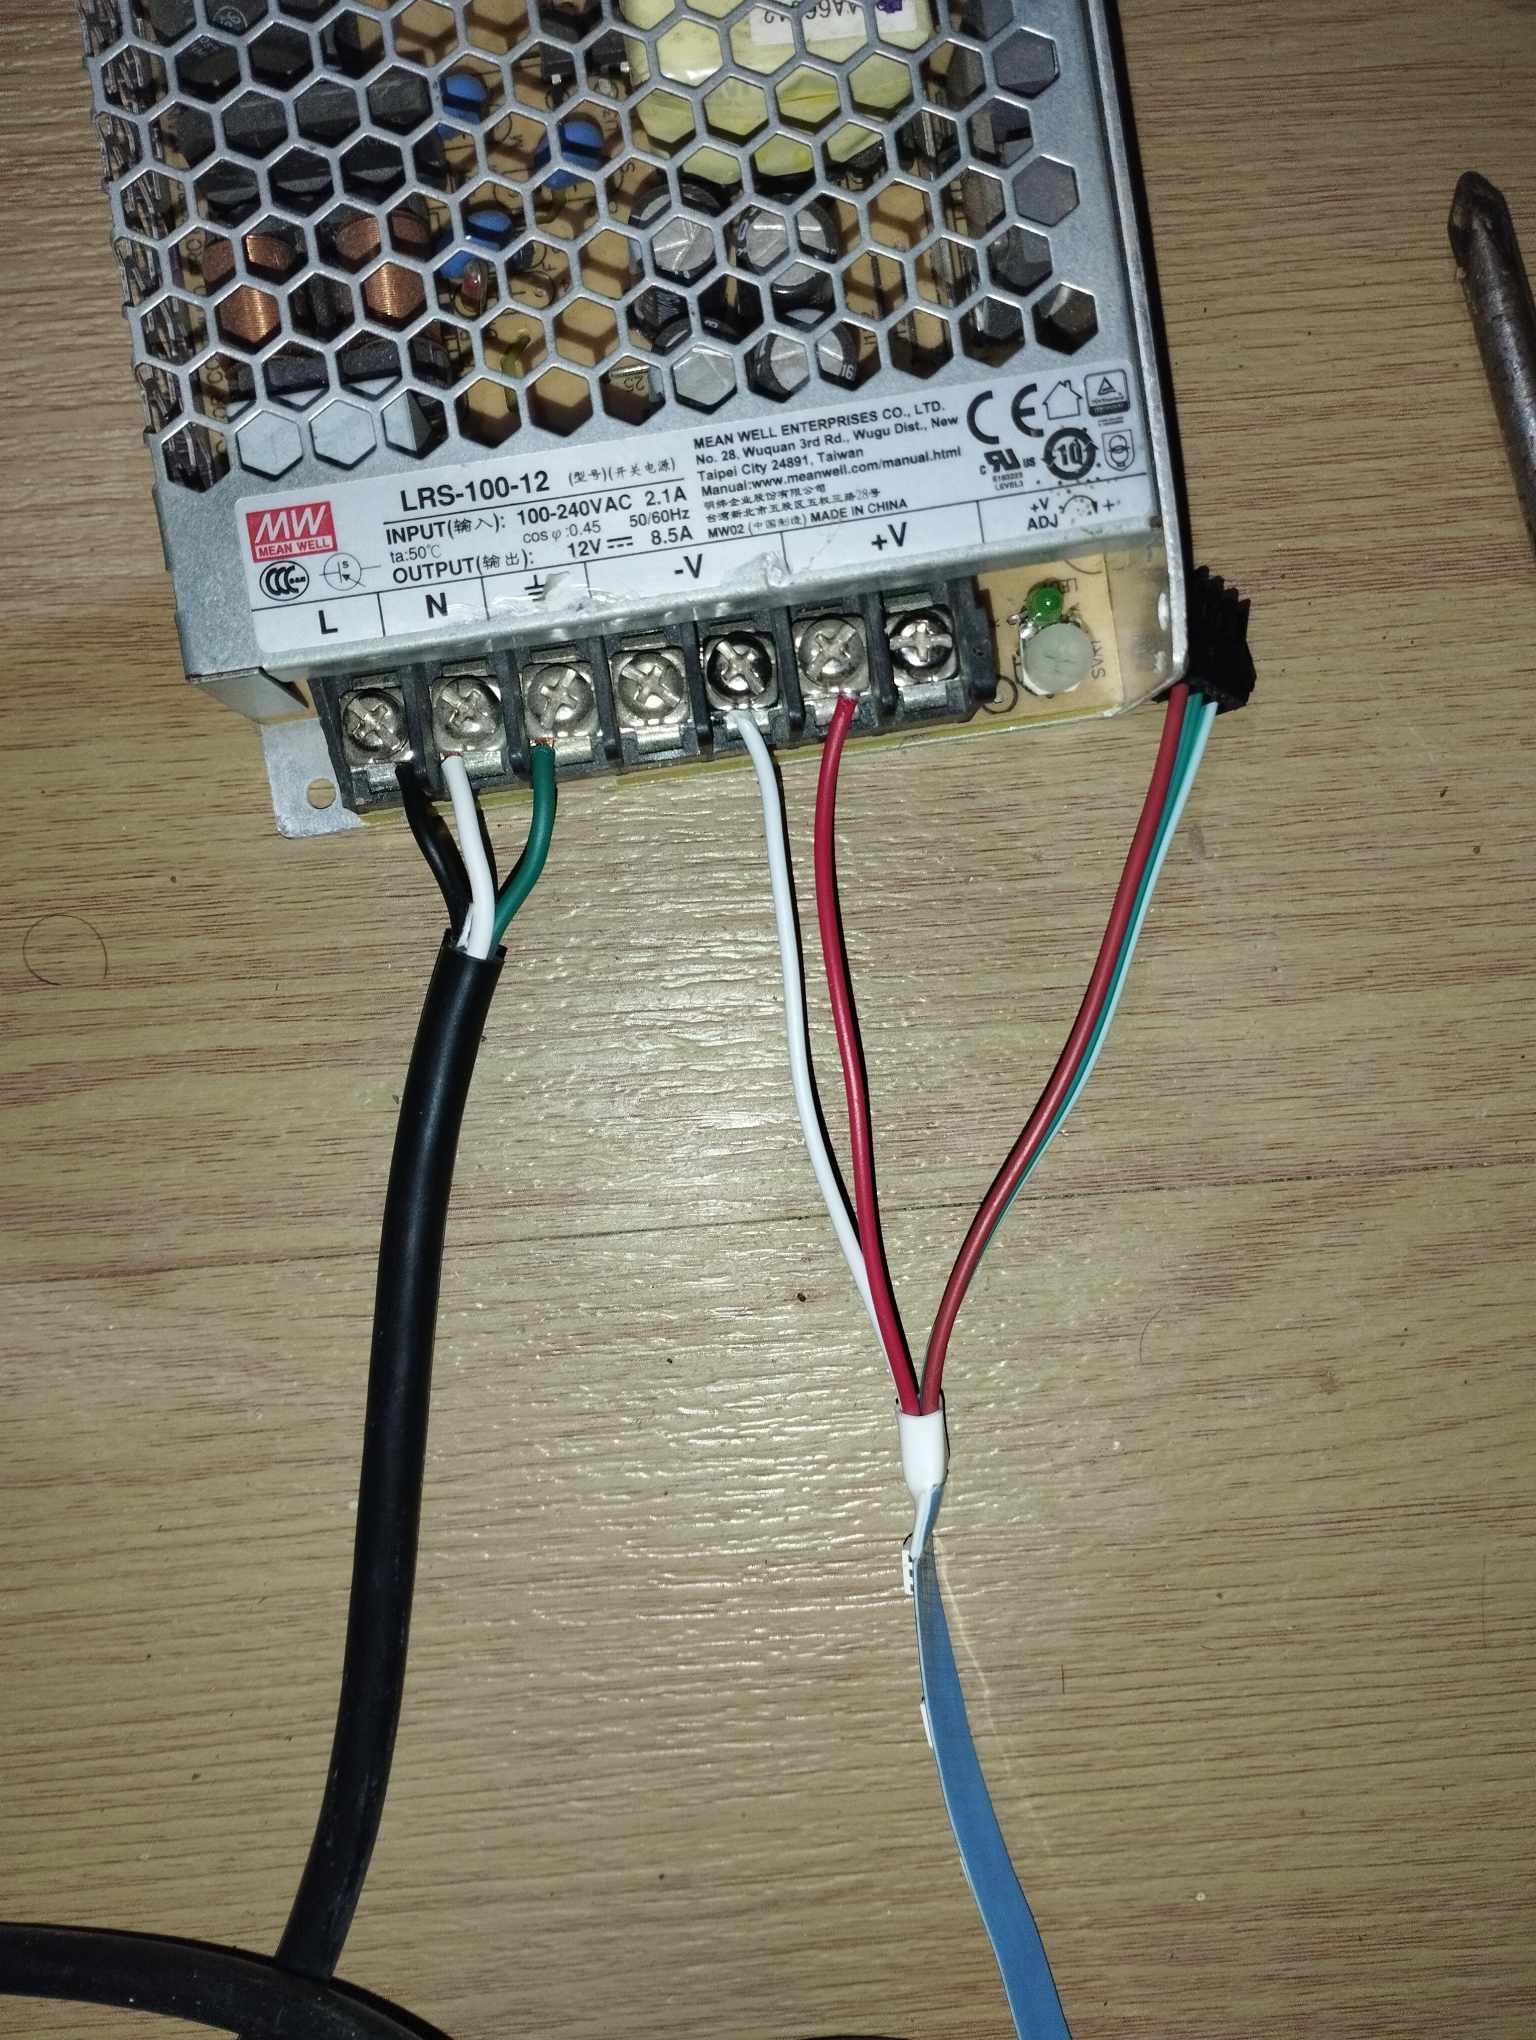 LRS-100-12 (型号)(开关电源)
INPUT(输入): 100-240VAC 2.1A
cos φ:0.45 50/60Hz
ta:50℃
OUTPUT(输出): 12V 8.5A
MW
MEAN WELL
MEAN WELL ENTERPRISES CO., LTD.
No. 28, Wuquan 3rd Rd., Wugu Dist., New
Taipei City 24891, Taiwan
Manual:www.meanwell.com/manual.html
明纬企业股份有限公司
台湾新北市五股区五权三路28号
MW02 (中国制造) MADE IN CHINA
CE
c us
10
L N -V +V
+V
ADJ
+
25
16